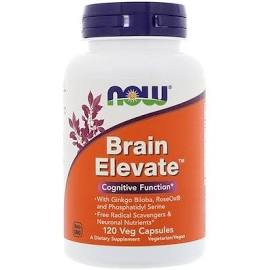 now
Brain
Elevate™
Cognitive Function*
• With Ginkgo Biloba, RoseOx®
and Phosphatidyl Serine
• Free Radical Scavengers &
Neuronal Nutrients*
120 Veg Capsules
A Dietary Supplement Vegetarian/Vegan